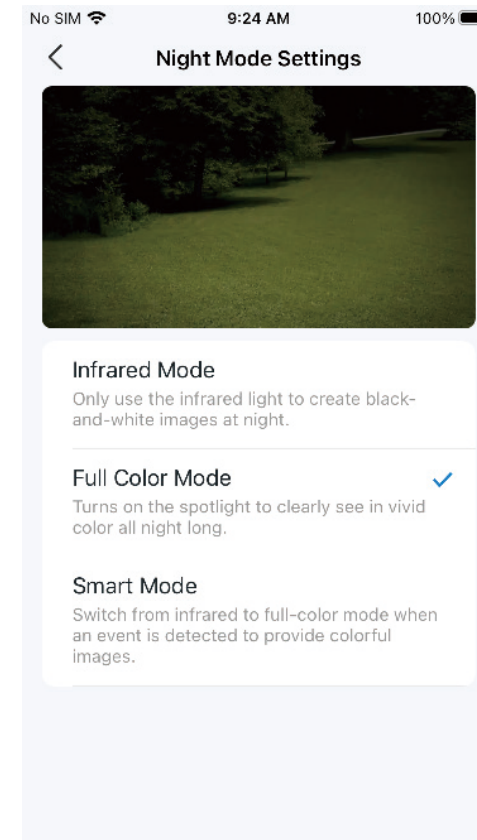 No SIM 9:24 AM 100%
Night Mode Settings
Infrared Mode
Only use the infrared light to create black-
and-white images at night.
Full Color Mode
Turns on the spotlight to clearly see in vivid
color all night long.
Smart Mode
Switch from infrared to full-color mode when
an event is detected to provide colorful
images.